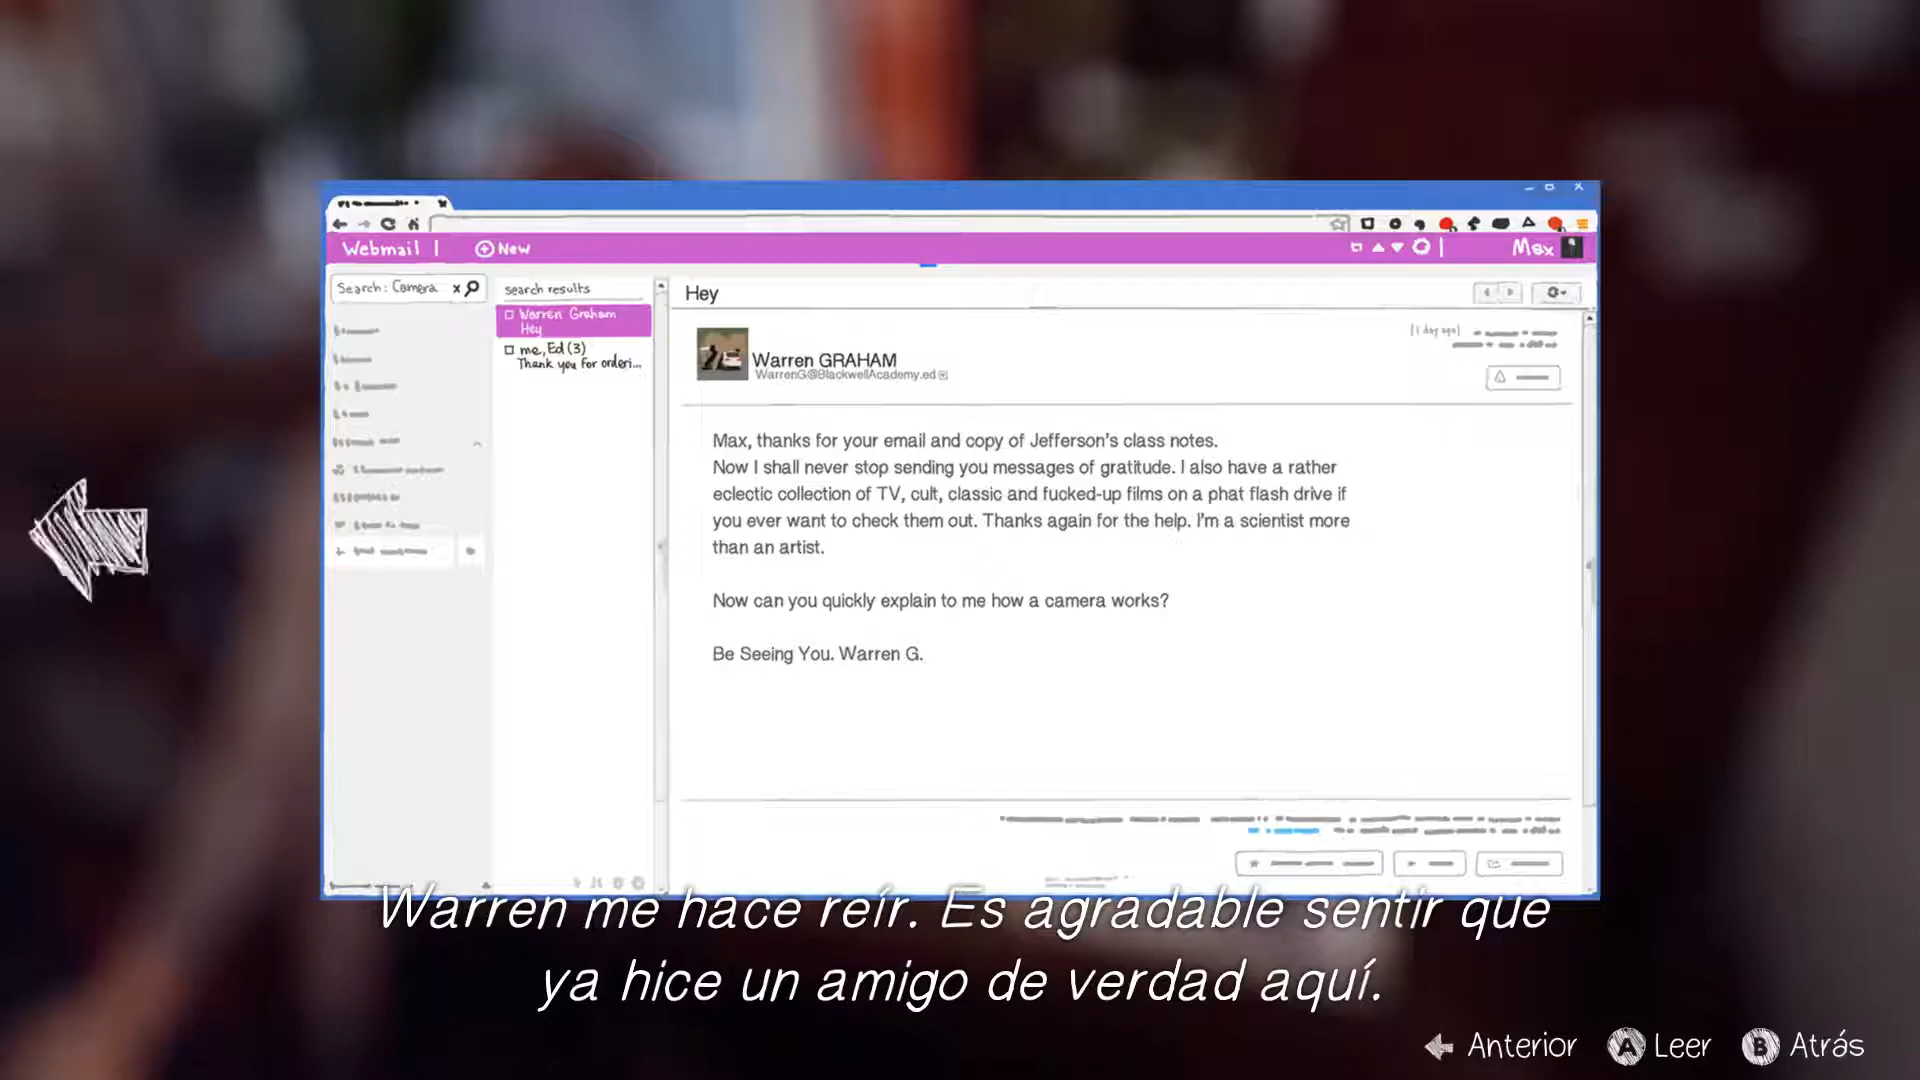 Webmail |
New
Max
Search: Camera x
search results
Warren Graham
Hey
me, Ed (3)
Thank you for orderi...
Hey
[1 day ago]
Warren GRAHAM
WarrenG@BlackwellAcademy.ed
Max, thanks for your email and copy of Jefferson's class notes.
Now I shall never stop sending you messages of gratitude. I also have a rather
eclectic collection of TV, cult, classic and fucked-up films on a phat flash drive if
you ever want to check them out. Thanks again for the help. I'm a scientist more
than an artist.
Now can you quickly explain to me how a camera works?
Be Seeing You. Warren G.
Warren me hace reír. Es agradable sentir que
ya hice un amigo de verdad aquí.
Anterior
A Leer
B Atrás